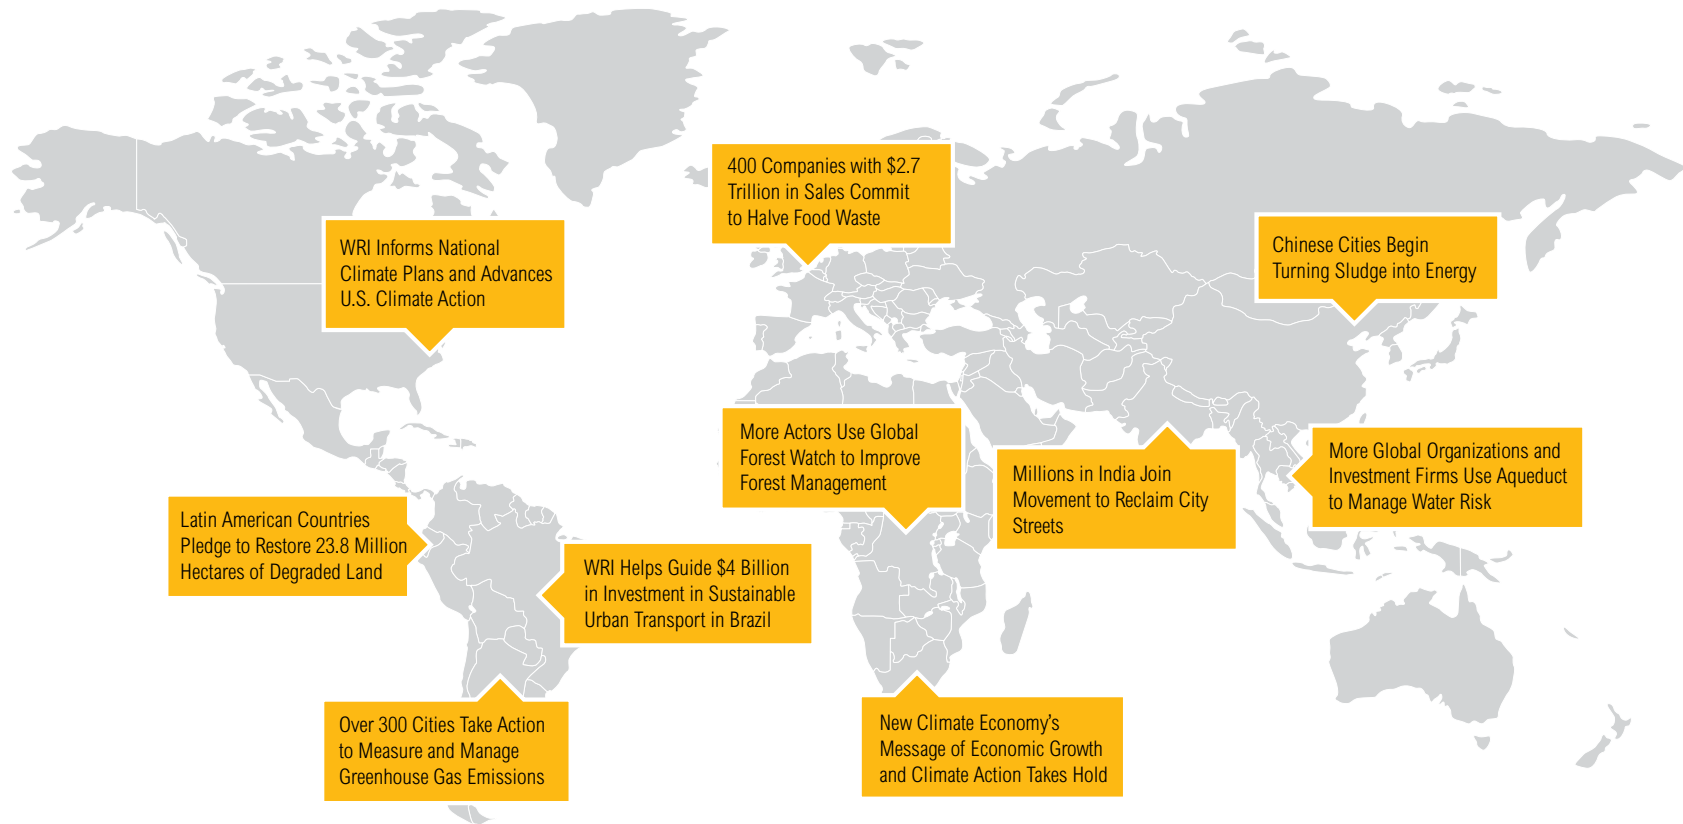 400 Companies with $2.7
Trillion in Sales Commit
to Halve Food Waste
WRI Informs National
Climate Plans and Advances
U.S. Climate Action
Chinese Cities Begin
Turning Sludge into Energy
More Actors Use Global
Forest Watch to Improve
Forest Management
Millions in India Join
Movement to Reclaim City
Streets
More Global Organizations and
Investment Firms Use Aqueduct
to Manage Water Risk
Latin American Countries
Pledge to Restore 23.8 Million
Hectares of Degraded Land
WRI Helps Guide $4 Billion
in Investment in Sustainable
Urban Transport in Brazil
Over 300 Cities Take Action
to Measure and Manage
Greenhouse Gas Emissions
New Climate Economy’s
Message of Economic Growth
and Climate Action Takes Hold